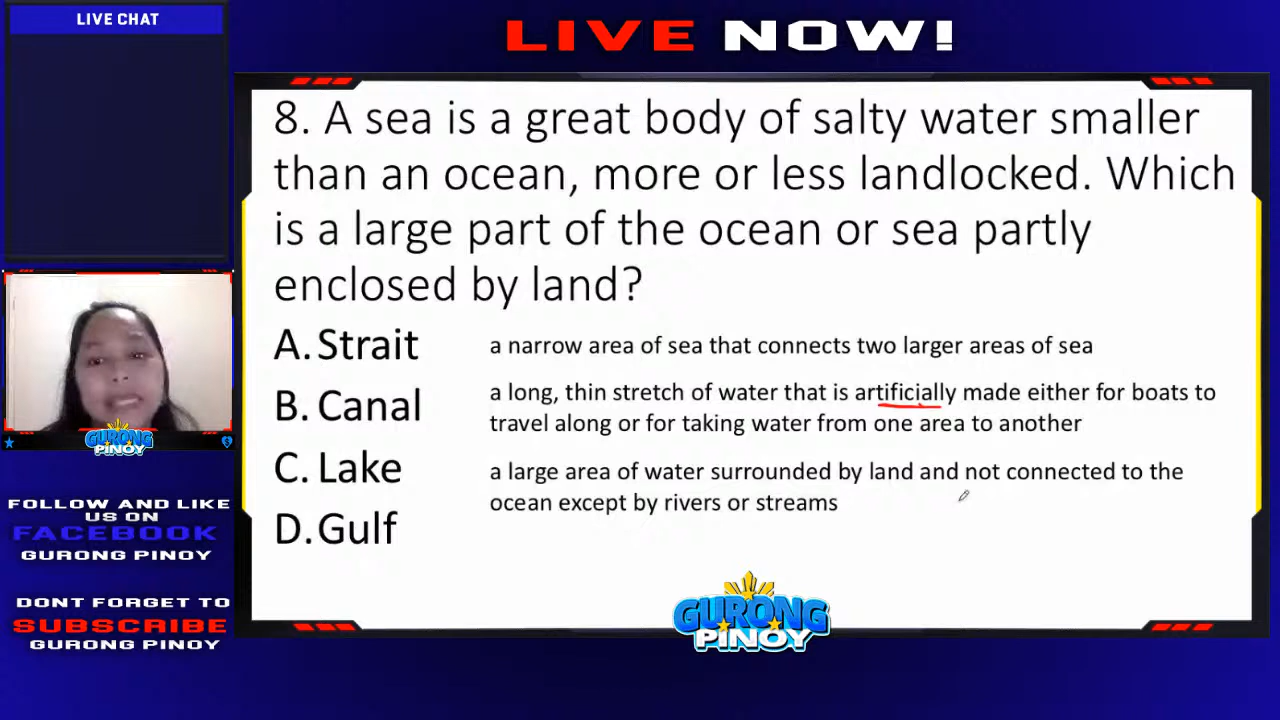 LIVE CHAT
LIVE NOW!
8. A sea is a great body of salty water smaller
than an ocean, more or less landlocked. Which
is a large part of the ocean or sea partly
enclosed by land?
A. Strait
a narrow area of sea that connects two larger areas of sea
B. Canal
a long, thin stretch of water that is artificially made either for boats to
travel along or for taking water from one area to another
C. Lake
a large area of water surrounded by land and not connected to the
ocean except by rivers or streams
D. Gulf
GURONG
PINOY
FOLLOW AND LIKE
US ON
FACEBOOK
GURONG PINOY
DONT FORGET TO
SUBSCRIBE
GURONG PINOY
GURONG
PINOY